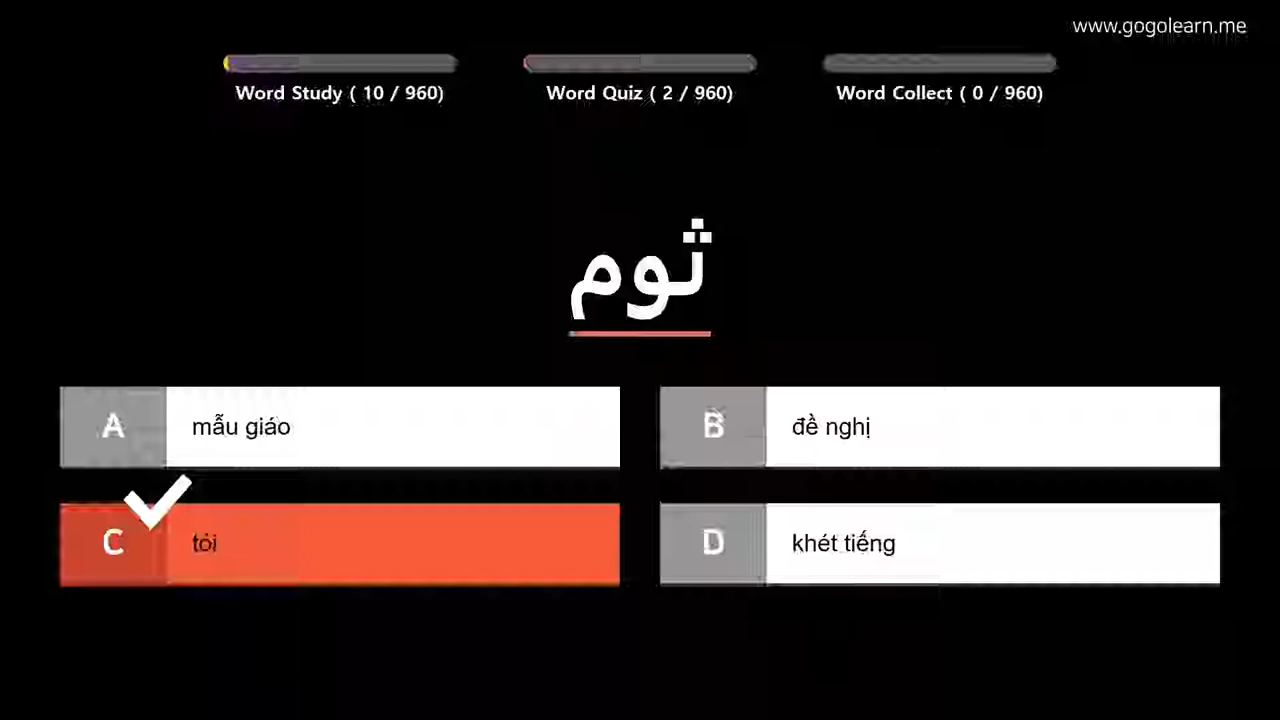 www.gogolearn.me
Word Study ( 10 / 960)
Word Quiz ( 2 / 960)
Word Collect ( 0 / 960)
ثوم
A
mẫu giáo
B
đề nghị
C
tỏi
D
khét tiếng